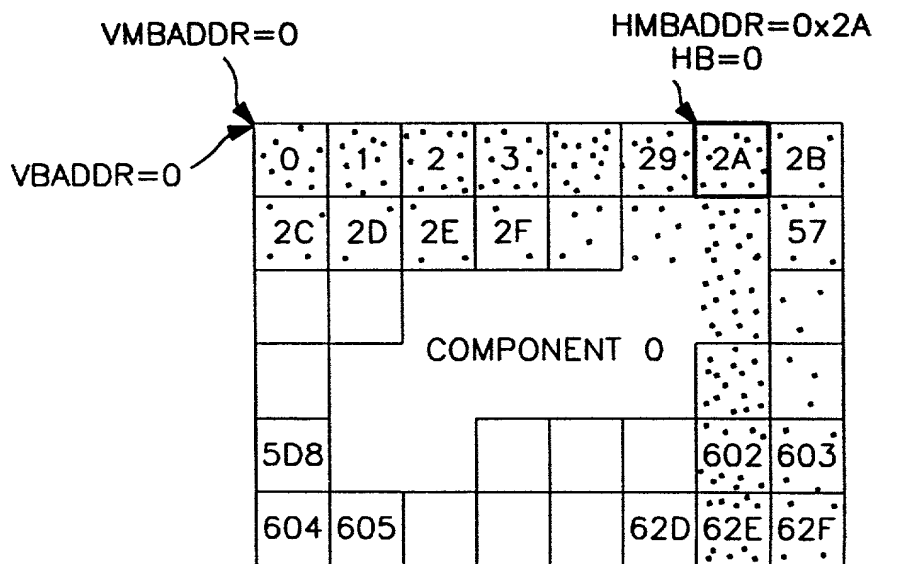 VMBADDR=0
HMBADDR=0x2A
HB=0
VBADDR=0
0 1 2 3 29 2A 2B
2C 2D 2E 2F 57
COMPONENT 0
5D8 602 603
604 605 62D 62E 62F